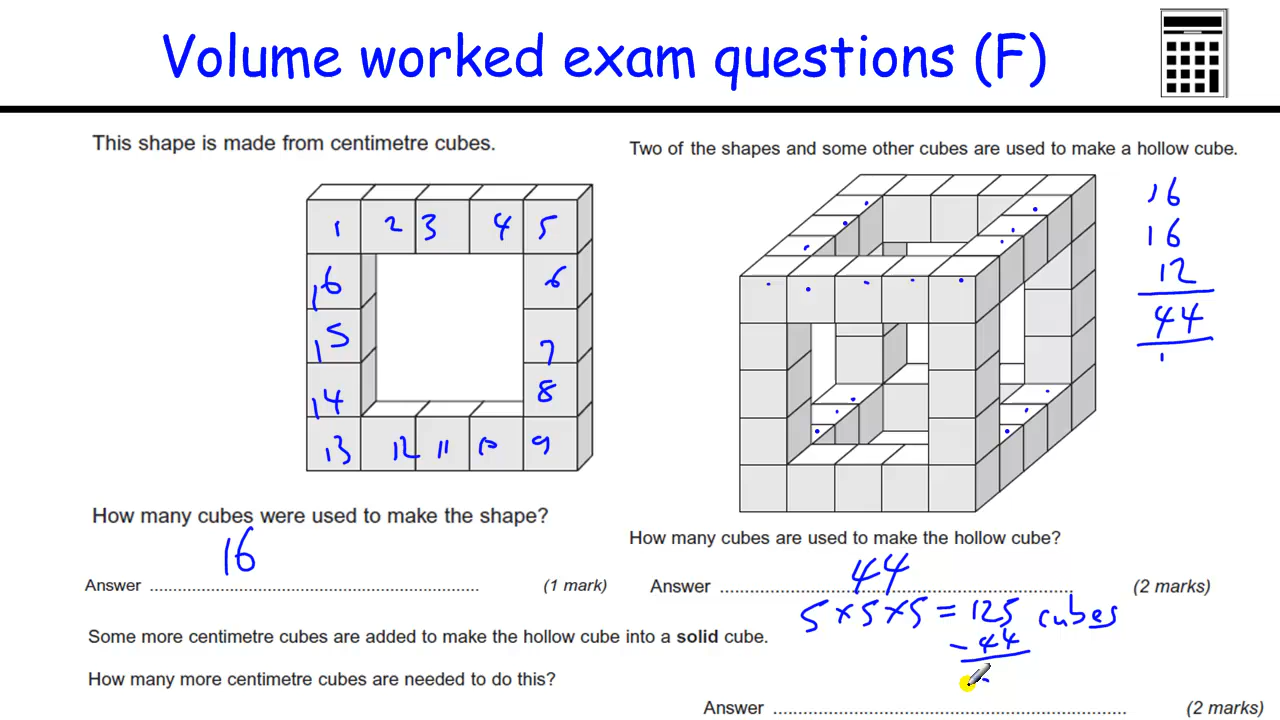 Volume worked exam questions (F)
This shape is made from centimetre cubes.
1 2 3 4 5
16 6
15 7
14 8
13 12 11 10 9
How many cubes were used to make the shape?
16
Answer (1 mark)
Two of the shapes and some other cubes are used to make a hollow cube.
16
16
12
44
1
How many cubes are used to make the hollow cube?
44
Answer (2 marks)
Some more centimetre cubes are added to make the hollow cube into a solid cube.
How many more centimetre cubes are needed to do this?
5 × 5 × 5 = 125 cubes
- 44
Answer (2 marks)